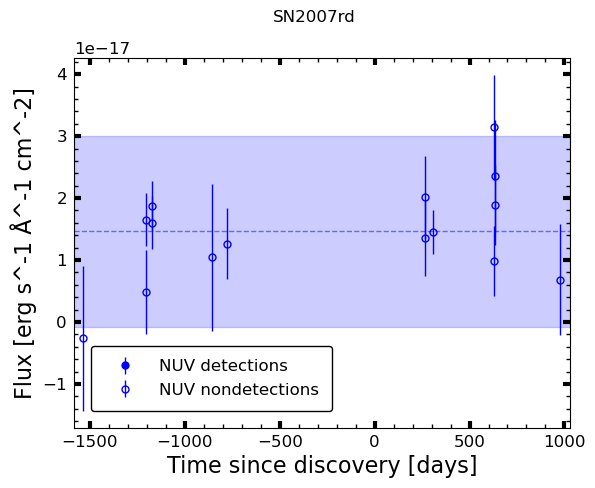 SN2007rd
1e−17
4
3
2
1
0
−1
Flux [erg s^-1 Å^-1 cm^-2]
NUV detections
NUV nondetections
−1500 −1000 −500 0 500 1000
Time since discovery [days]